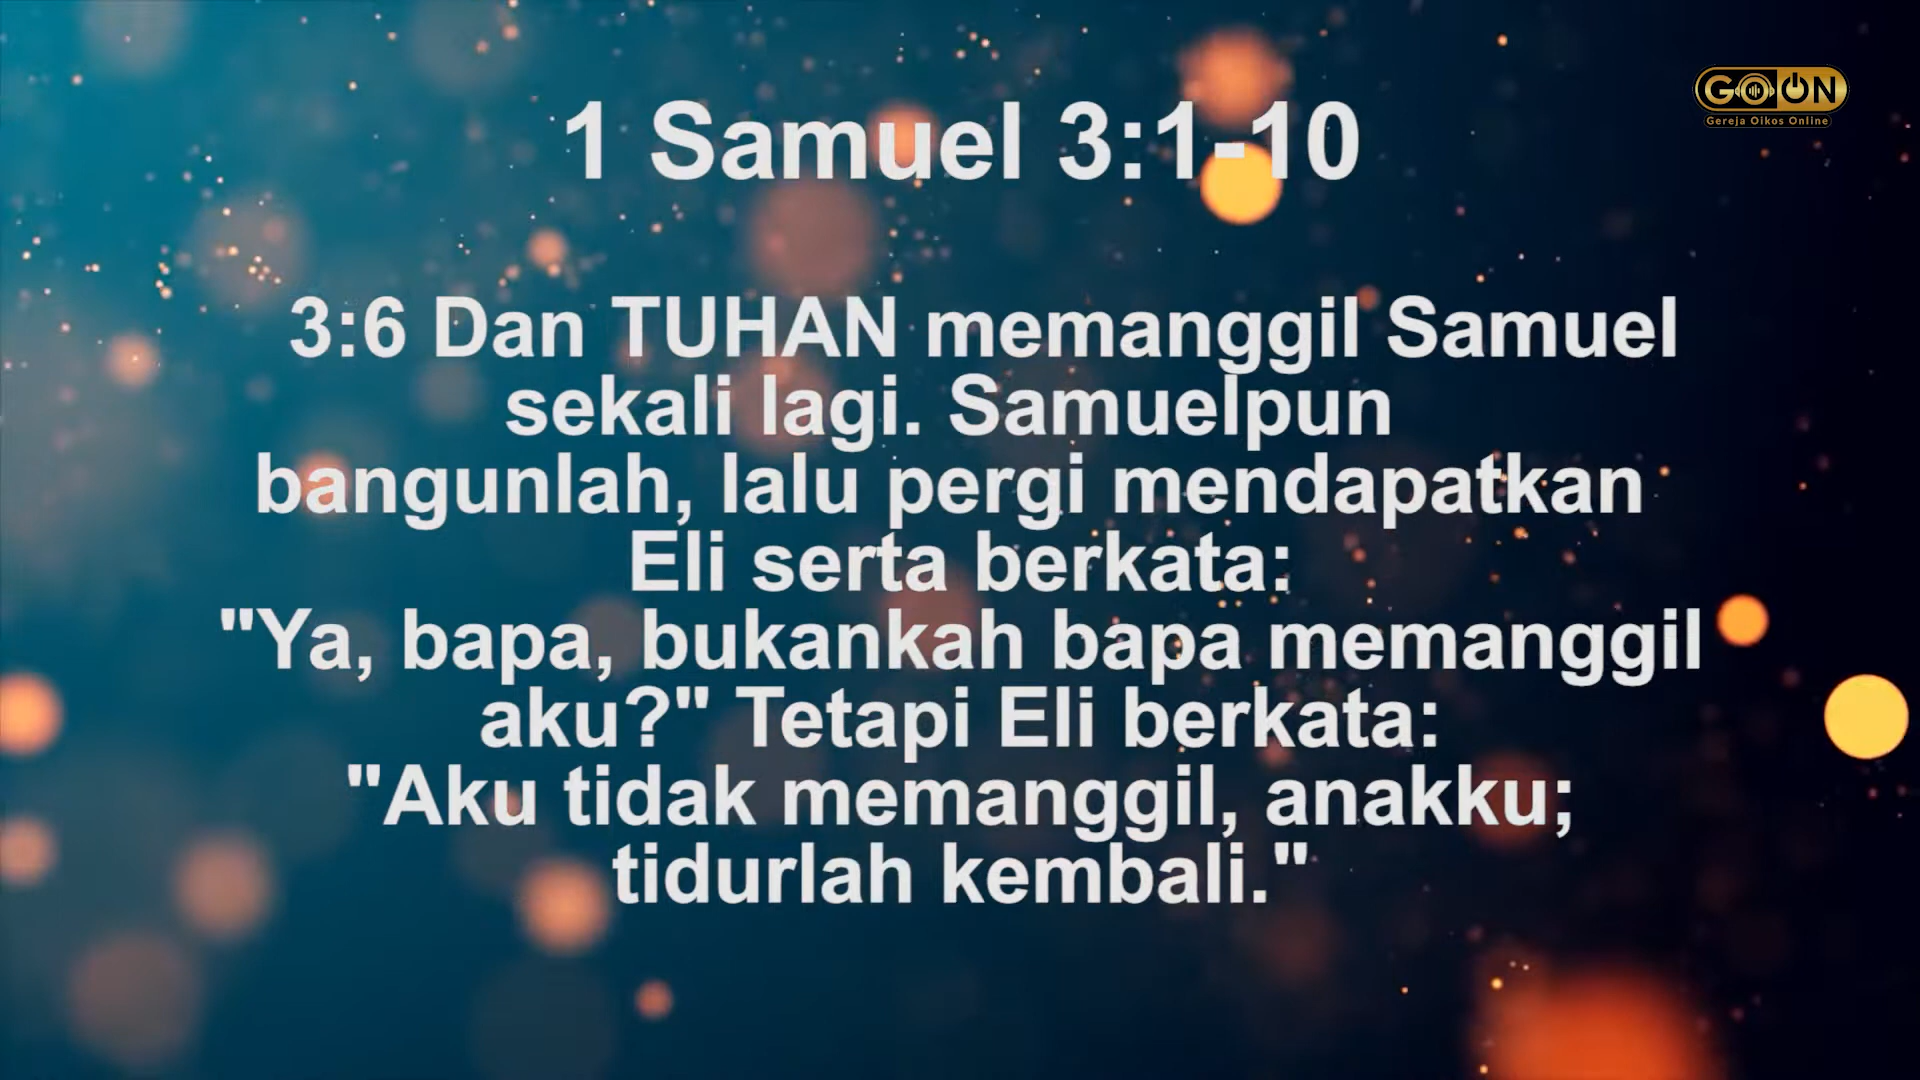 GOON
Gereja Oikos Online
1 Samuel 3:1-10
3:6 Dan TUHAN memanggil Samuel
sekali lagi. Samuelpun
bangunlah, lalu pergi mendapatkan
Eli serta berkata:
"Ya, bapa, bukankah bapa memanggil
aku?" Tetapi Eli berkata:
"Aku tidak memanggil, anakku;
tidurlah kembali."